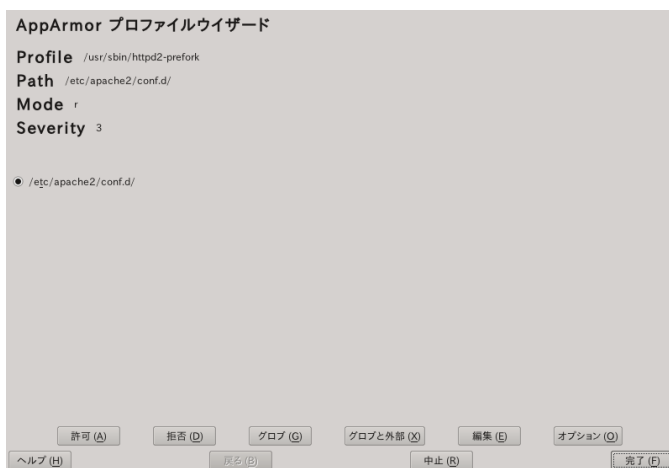 AppArmor プロファイルウイザード
Profile /usr/sbin/httpd2-prefork
Path /etc/apache2/conf.d/
Mode r
Severity 3
/etc/apache2/conf.d/
許可 (A) 拒否 (D) グロブ (G) グロブと外部 (X) 編集 (E) オプション (O)
ヘルプ (H) 戻る (B) 中止 (R) 完了 (F)